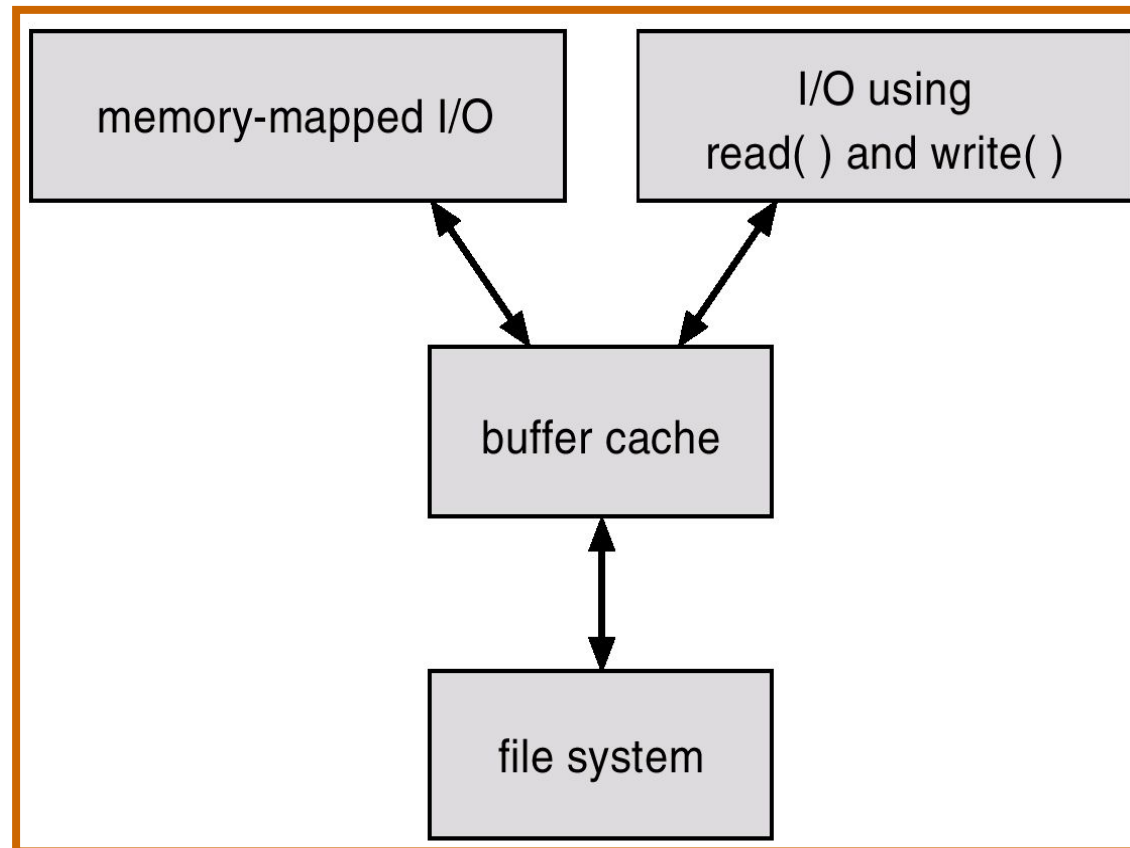 memory-mapped I/O
I/O using
read( ) and write( )
buffer cache
file system